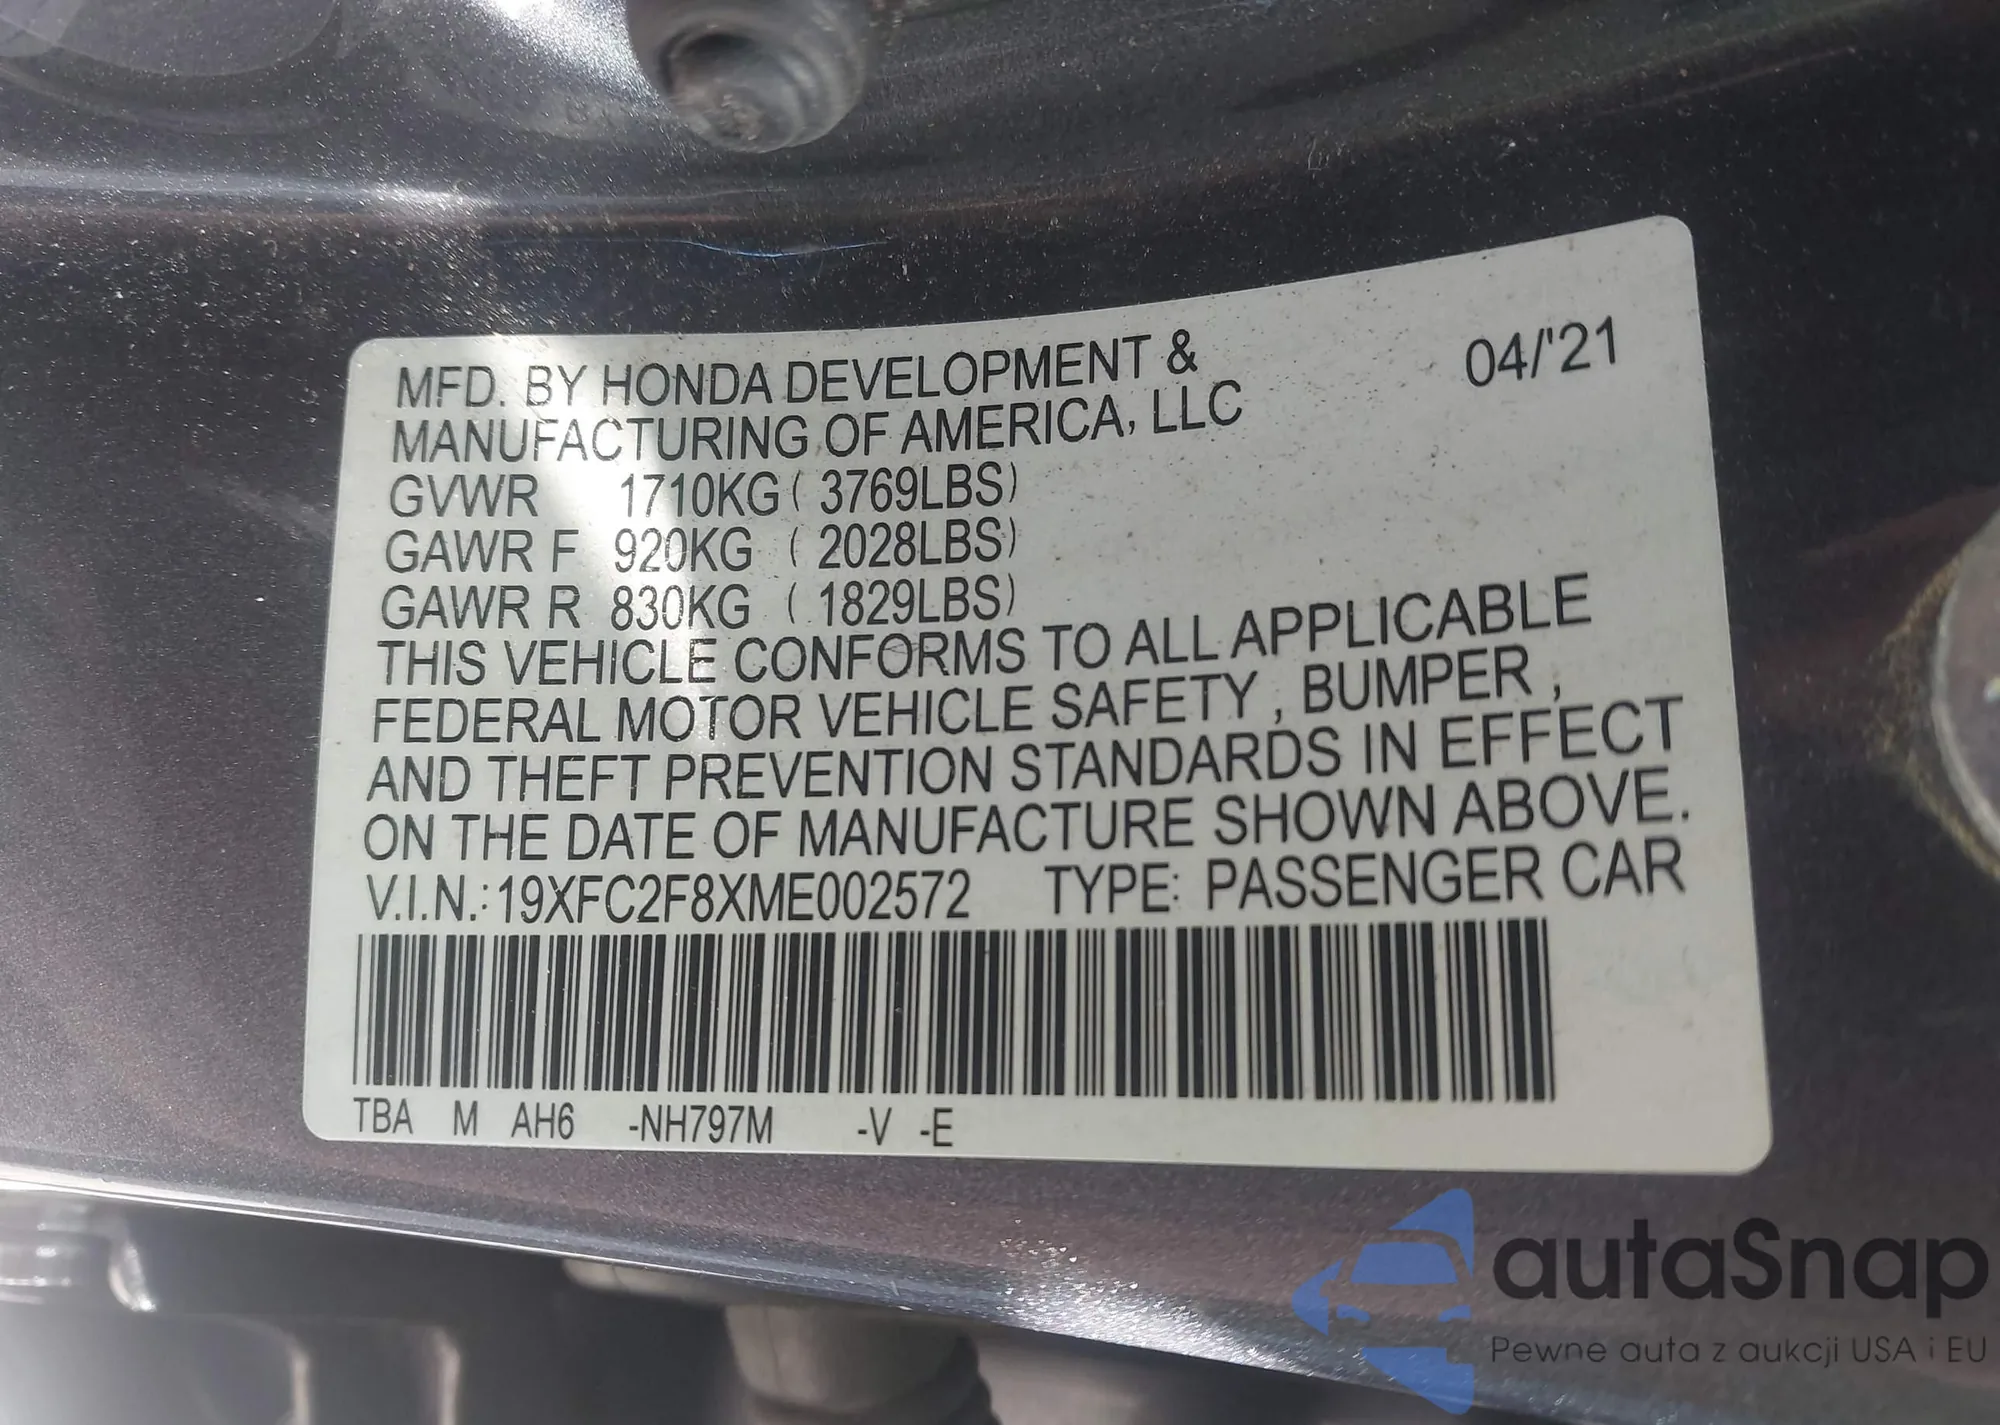 MFD. BY HONDA DEVELOPMENT & 04/'21
MANUFACTURING OF AMERICA, LLC
GVWR 1710KG ( 3769LBS)
GAWR F 920KG ( 2028LBS)
GAWR R 830KG ( 1829LBS)
THIS VEHICLE CONFORMS TO ALL APPLICABLE
FEDERAL MOTOR VEHICLE SAFETY , BUMPER ,
AND THEFT PREVENTION STANDARDS IN EFFECT
ON THE DATE OF MANUFACTURE SHOWN ABOVE.
V.I.N.: 19XFC2F8XME002572 TYPE: PASSENGER CAR
TBA M AH6 -NH797M -V -E
autaSnap
Pewne auta z aukcji USA i EU